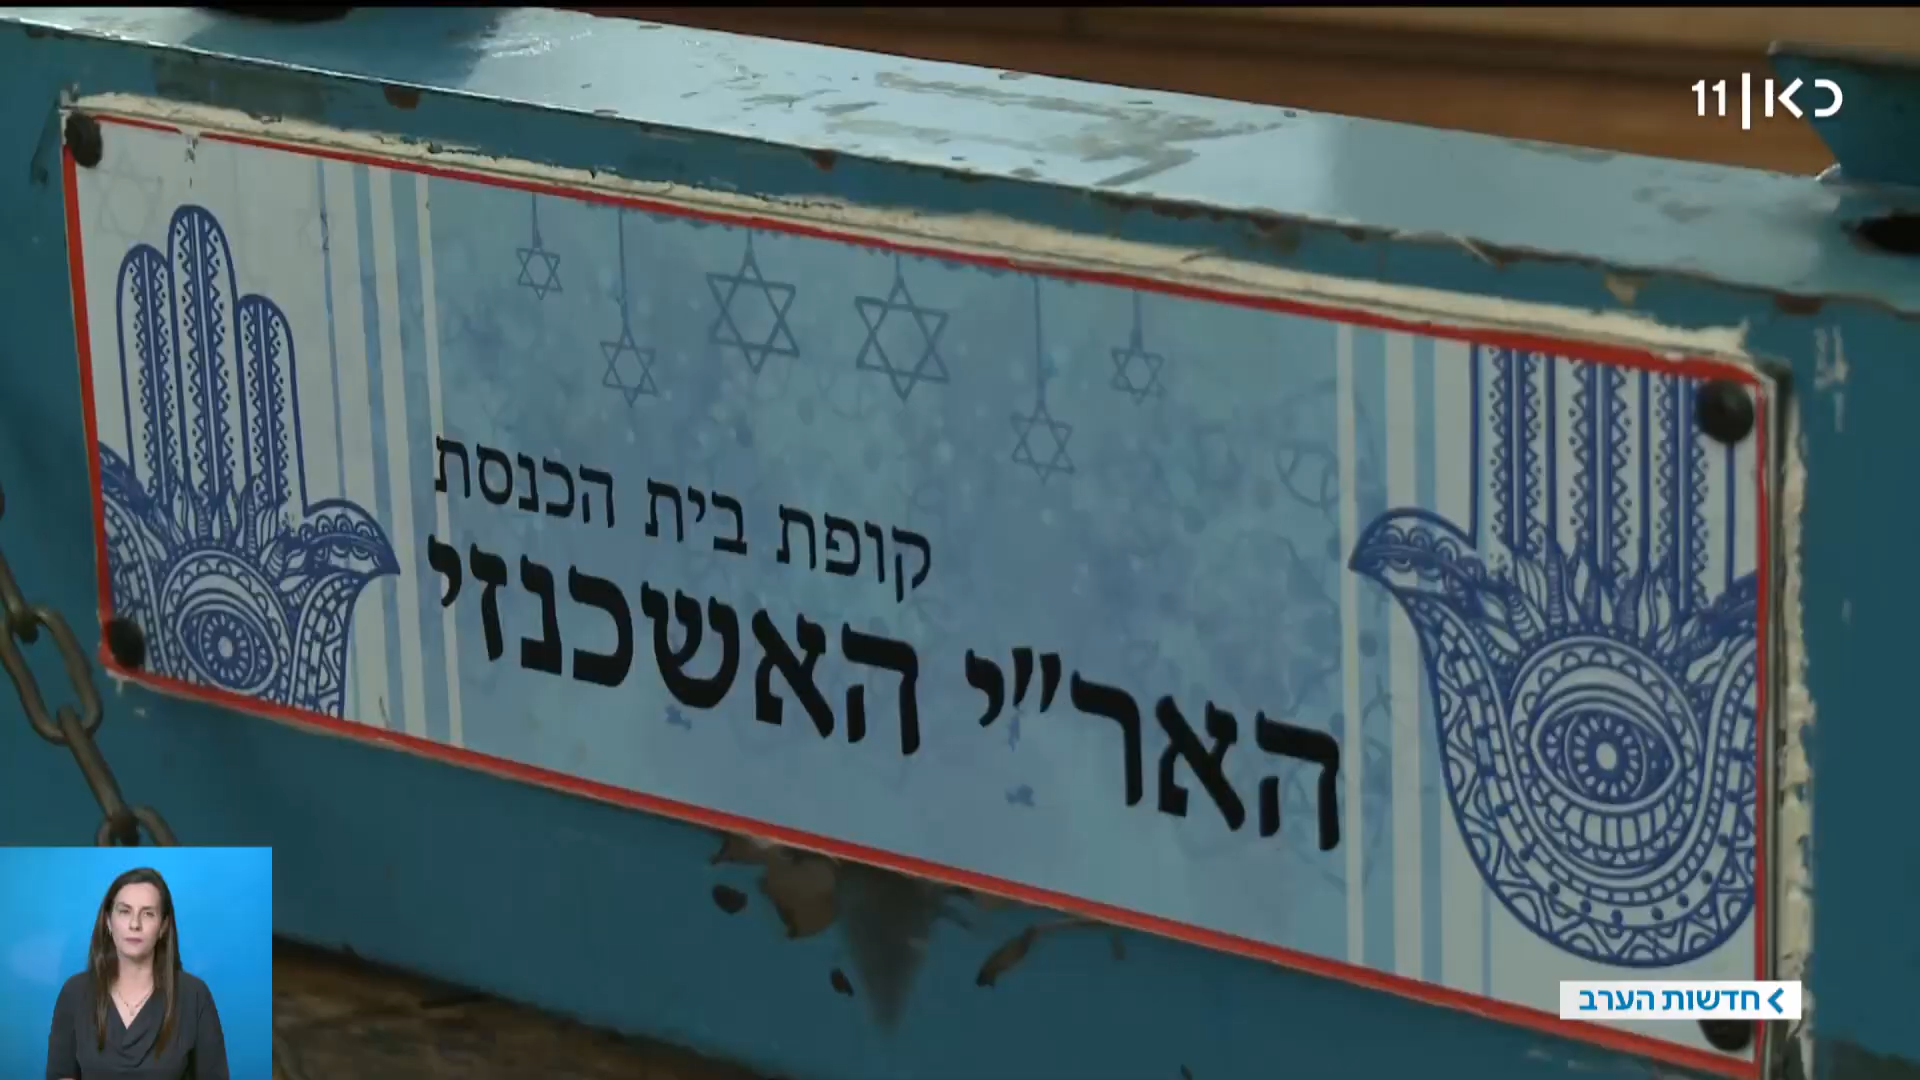 כאן 11
קופת בית הכנסת
האר״י האשכנזי
חדשות הערב